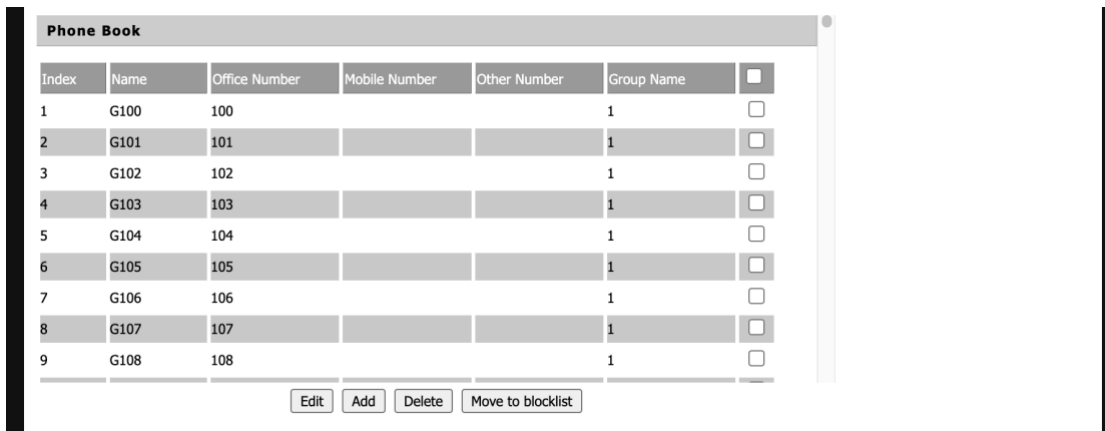 Phone Book
Index Name Office Number Mobile Number Other Number Group Name
1 G100 100 1
2 G101 101 1
3 G102 102 1
4 G103 103 1
5 G104 104 1
6 G105 105 1
7 G106 106 1
8 G107 107 1
9 G108 108 1
Edit Add Delete Move to blocklist